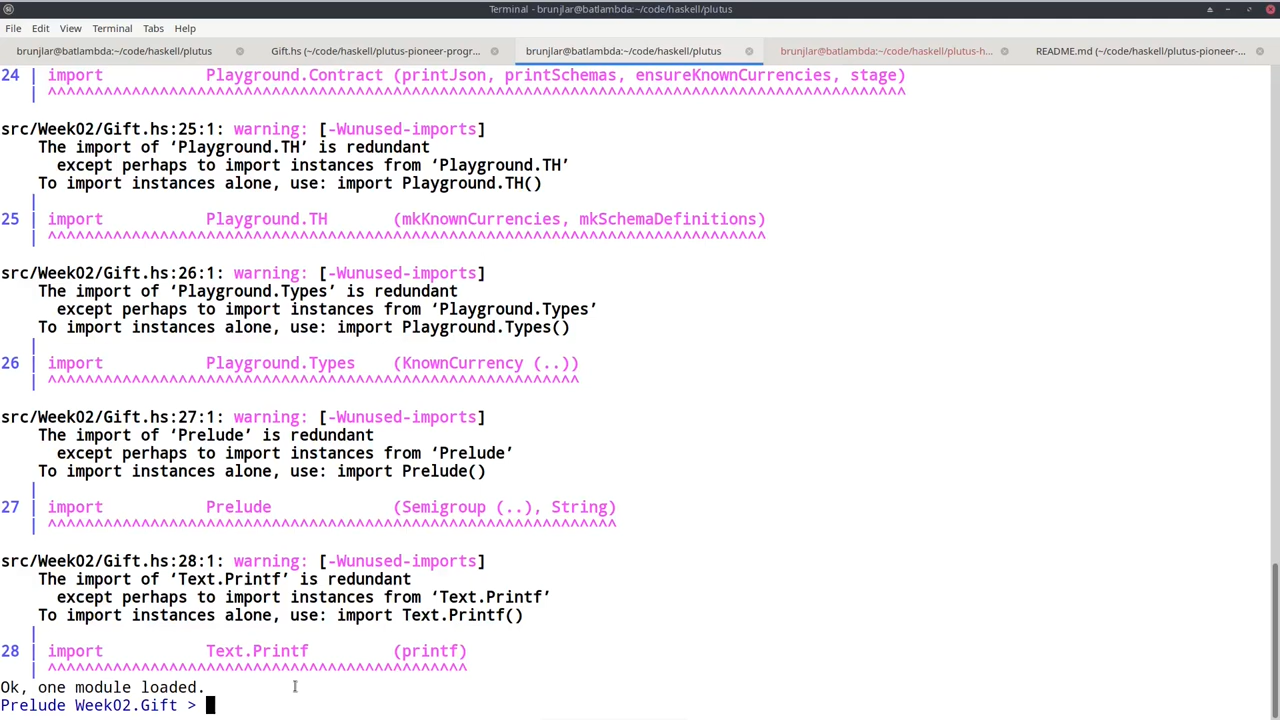 Terminal - brunjlar@batlambda:~/code/haskell/plutus
File Edit View Terminal Tabs Help
brunjlar@batlambda:~/code/haskell/plutus
Gift.hs (~/code/haskell/plutus-pioneer-progr...
brunjlar@batlambda:~/code/haskell/plutus
brunjlar@batlambda:~/code/haskell/plutus-h...
README.md (~/code/haskell/plutus-pioneer-...
24 | import Playground.Contract (printJson, printSchemas, ensureKnownCurrencies, stage)
| ^^^^^^^^^^^^^^^^^^^^^^^^^^^^^^^^^^^^^^^^^^^^^^^^^^^^^^^^^^^^^^^^^^^^^^^^^^^^^^^^^^^^^^^^^^^^
src/Week02/Gift.hs:25:1: warning: [-Wunused-imports]
The import of ‘Playground.TH’ is redundant
except perhaps to import instances from ‘Playground.TH’
To import instances alone, use: import Playground.TH()
|
25 | import Playground.TH (mkKnownCurrencies, mkSchemaDefinitions)
| ^^^^^^^^^^^^^^^^^^^^^^^^^^^^^^^^^^^^^^^^^^^^^^^^^^^^^^^^^^^^^^^^^^^^^^^^^^^^^
src/Week02/Gift.hs:26:1: warning: [-Wunused-imports]
The import of ‘Playground.Types’ is redundant
except perhaps to import instances from ‘Playground.Types’
To import instances alone, use: import Playground.Types()
|
26 | import Playground.Types (KnownCurrency (..))
| ^^^^^^^^^^^^^^^^^^^^^^^^^^^^^^^^^^^^^^^^^^^^^^^^^^^^^^^^^
src/Week02/Gift.hs:27:1: warning: [-Wunused-imports]
The import of ‘Prelude’ is redundant
except perhaps to import instances from ‘Prelude’
To import instances alone, use: import Prelude()
|
27 | import Prelude (Semigroup (..), String)
| ^^^^^^^^^^^^^^^^^^^^^^^^^^^^^^^^^^^^^^^^^^^^^^^^^^^^^^^^^^^^^
src/Week02/Gift.hs:28:1: warning: [-Wunused-imports]
The import of ‘Text.Printf’ is redundant
except perhaps to import instances from ‘Text.Printf’
To import instances alone, use: import Text.Printf()
|
28 | import Text.Printf (printf)
| ^^^^^^^^^^^^^^^^^^^^^^^^^^^^^^^^^^^^^^^^^^^^^
Ok, one module loaded.
Prelude Week02.Gift >